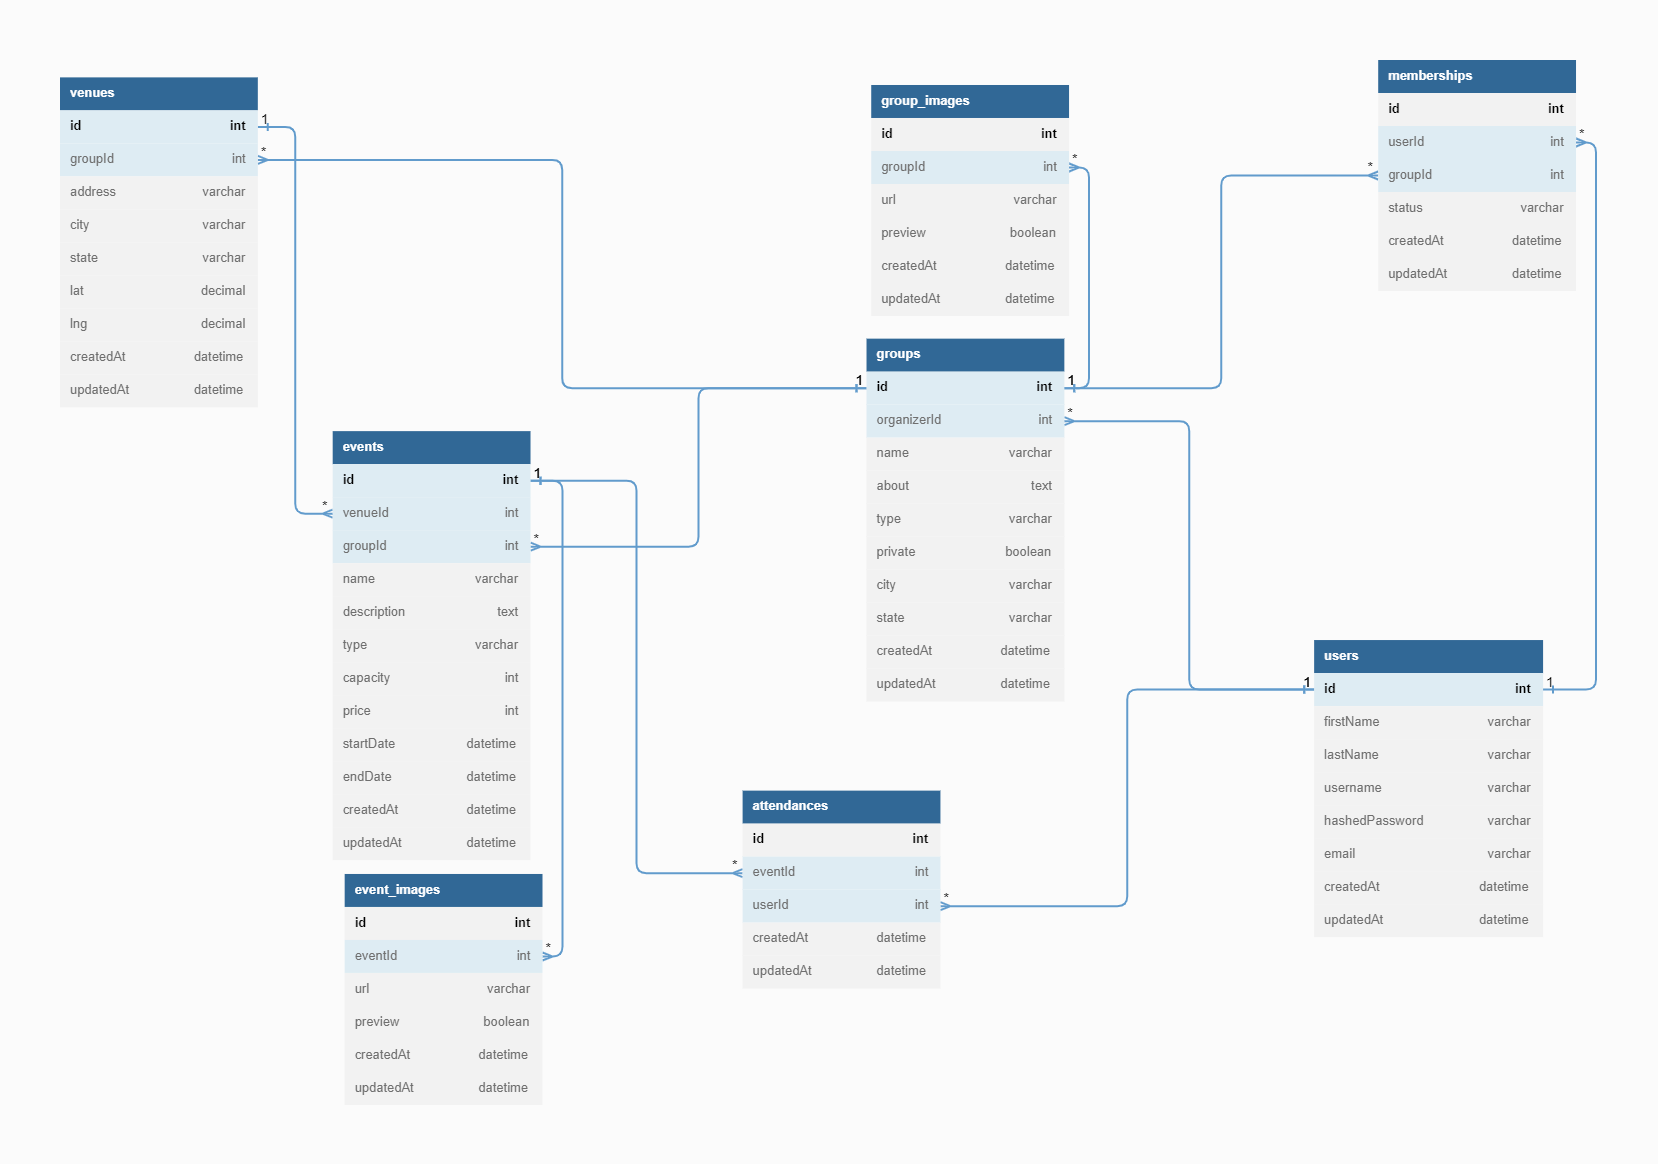 venues
id int
groupId int
address varchar
city varchar
state varchar
lat decimal
lng decimal
createdAt datetime
updatedAt datetime
1
*
group_images
id int
groupId int
url varchar
preview boolean
createdAt datetime
updatedAt datetime
*
memberships
id int
userId int
groupId int
status varchar
createdAt datetime
updatedAt datetime
*
*
groups
id int
organizerId int
name varchar
about text
type varchar
private boolean
city varchar
state varchar
createdAt datetime
updatedAt datetime
1
1
*
events
id int
venueId int
groupId int
name varchar
description text
type varchar
capacity int
price int
startDate datetime
endDate datetime
createdAt datetime
updatedAt datetime
1
*
*
users
id int
firstName varchar
lastName varchar
username varchar
hashedPassword varchar
email varchar
createdAt datetime
updatedAt datetime
1
1
attendances
id int
eventId int
userId int
createdAt datetime
updatedAt datetime
*
*
event_images
id int
eventId int
url varchar
preview boolean
createdAt datetime
updatedAt datetime
*